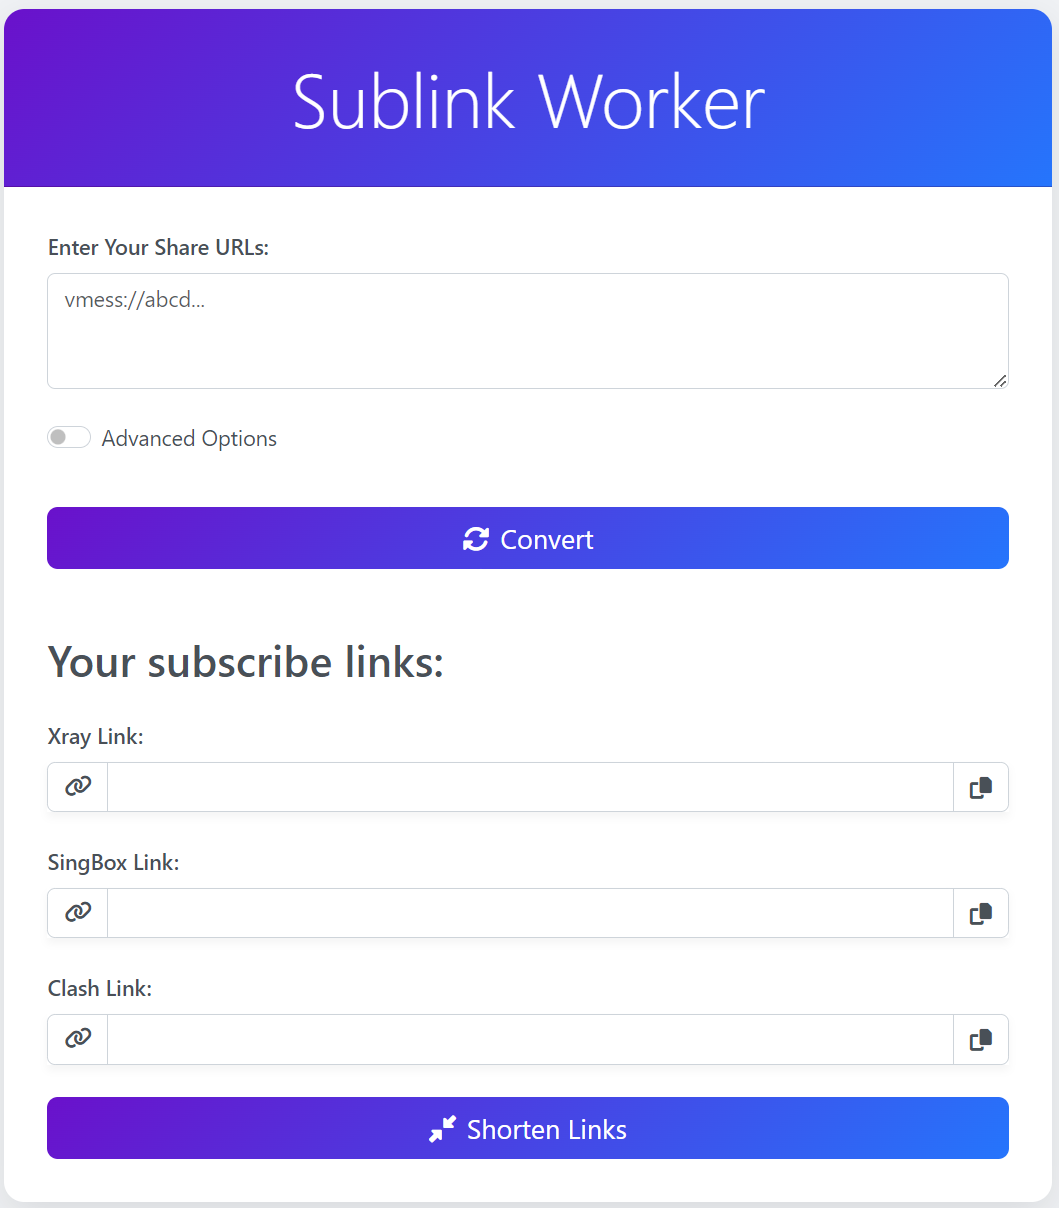 Sublink Worker
Enter Your Share URLs:
vmess://abcd...
Advanced Options
Convert
Your subscribe links:
Xray Link:
SingBox Link:
Clash Link:
Shorten Links